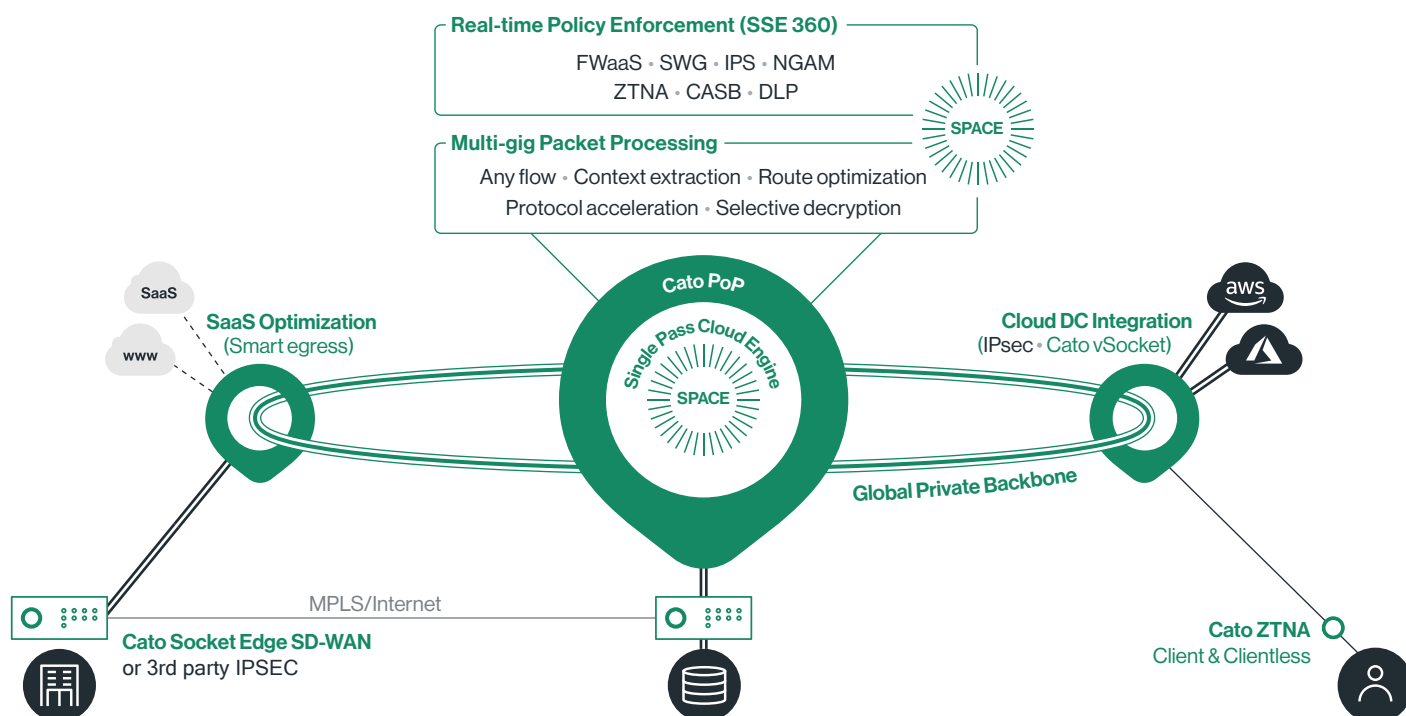 Real-time Policy Enforcement (SSE 360)
FWaaS • SWG • IPS • NGAM
ZTNA • CASB • DLP
SPACE
Multi-gig Packet Processing
Any flow • Context extraction • Route optimization
Protocol acceleration • Selective decryption
Cato PoP
Single Pass Cloud Engine
SPACE
SaaS
www
SaaS Optimization
(Smart egress)
Cloud DC Integration
(IPsec • Cato vSocket)
aws
Global Private Backbone
MPLS/Internet
Cato Socket Edge SD-WAN
or 3rd party IPSEC
Cato ZTNA
Client & Clientless